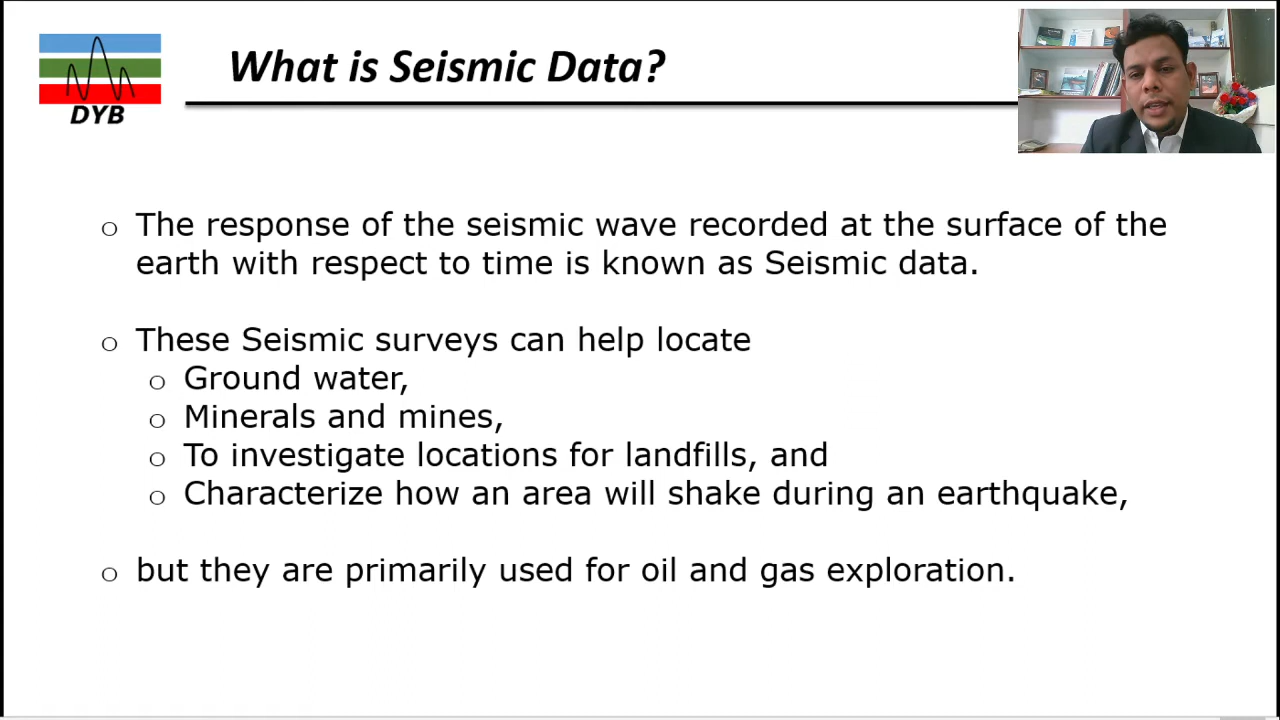 What is Seismic Data?
DYB
o The response of the seismic wave recorded at the surface of the
earth with respect to time is known as Seismic data.
o These Seismic surveys can help locate
o Ground water,
o Minerals and mines,
o To investigate locations for landfills, and
o Characterize how an area will shake during an earthquake,
o but they are primarily used for oil and gas exploration.